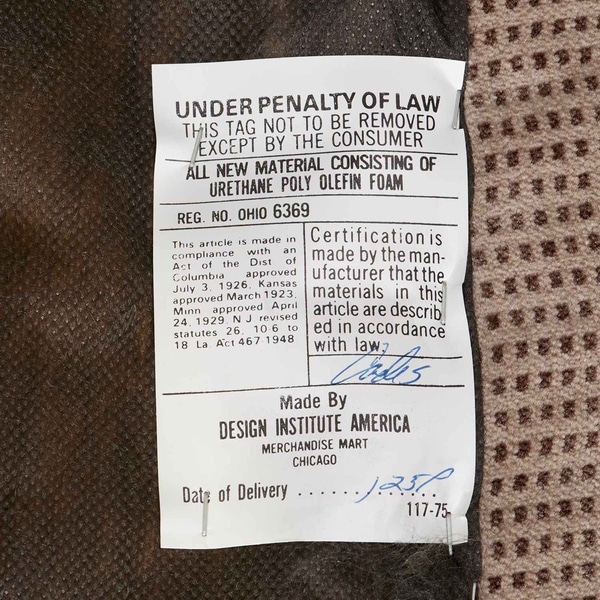 UNDER PENALTY OF LAW
THIS TAG NOT TO BE REMOVED
EXCEPT BY THE CONSUMER
ALL NEW MATERIAL CONSISTING OF
URETHANE POLY OLEFIN FOAM
REG. NO. OHIO 6369
This article is made in
compliance with an
Act of the Dist of
Columbia approved
July 3, 1926, Kansas
approved March 1923,
Minn approved April
24, 1929, N J revised
statutes 26. 10-6 to
18 La. Act 467-1948
Certification is
made by the man-
ufacturer that the
materials in this
article are describ-
ed in accordance
with law.
Made By
DESIGN INSTITUTE AMERICA
MERCHANDISE MART
CHICAGO
Date of Delivery ..............
117-75